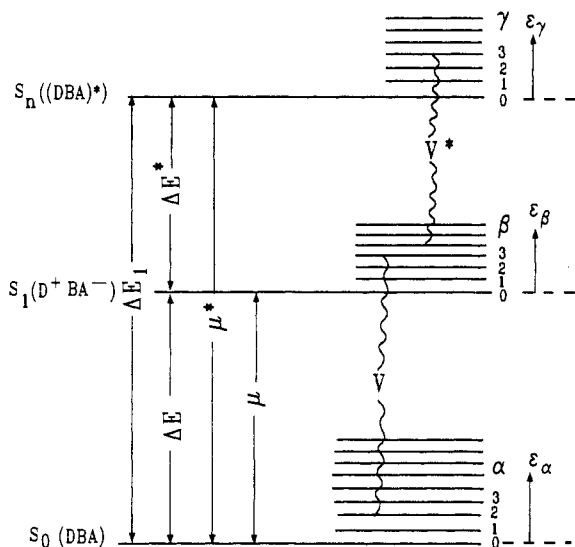 γ
ε_γ
3
2
1
0
S_n((DBA)*)
V*
ΔE*
β
ε_β
3
2
1
0
S_1(D⁺BA⁻)
ΔE_1
μ*
ΔE
μ
V
α
ε_α
3
2
1
0
S_0(DBA)